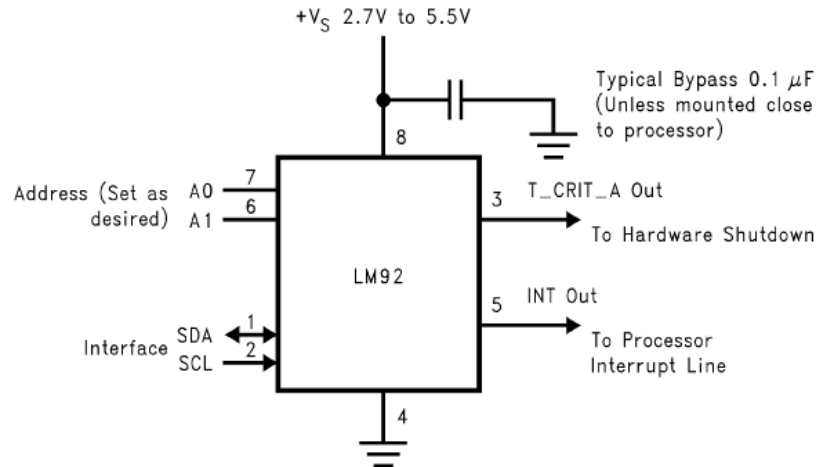 +VS 2.7V to 5.5V
Typical Bypass 0.1 μF
(Unless mounted close
to processor)
8
7
Address (Set as A0
desired) A1
6
3
T_CRIT_A Out
To Hardware Shutdown
LM92
INT Out
5
To Processor
Interrupt Line
Interface
SDA
1
SCL
2
4